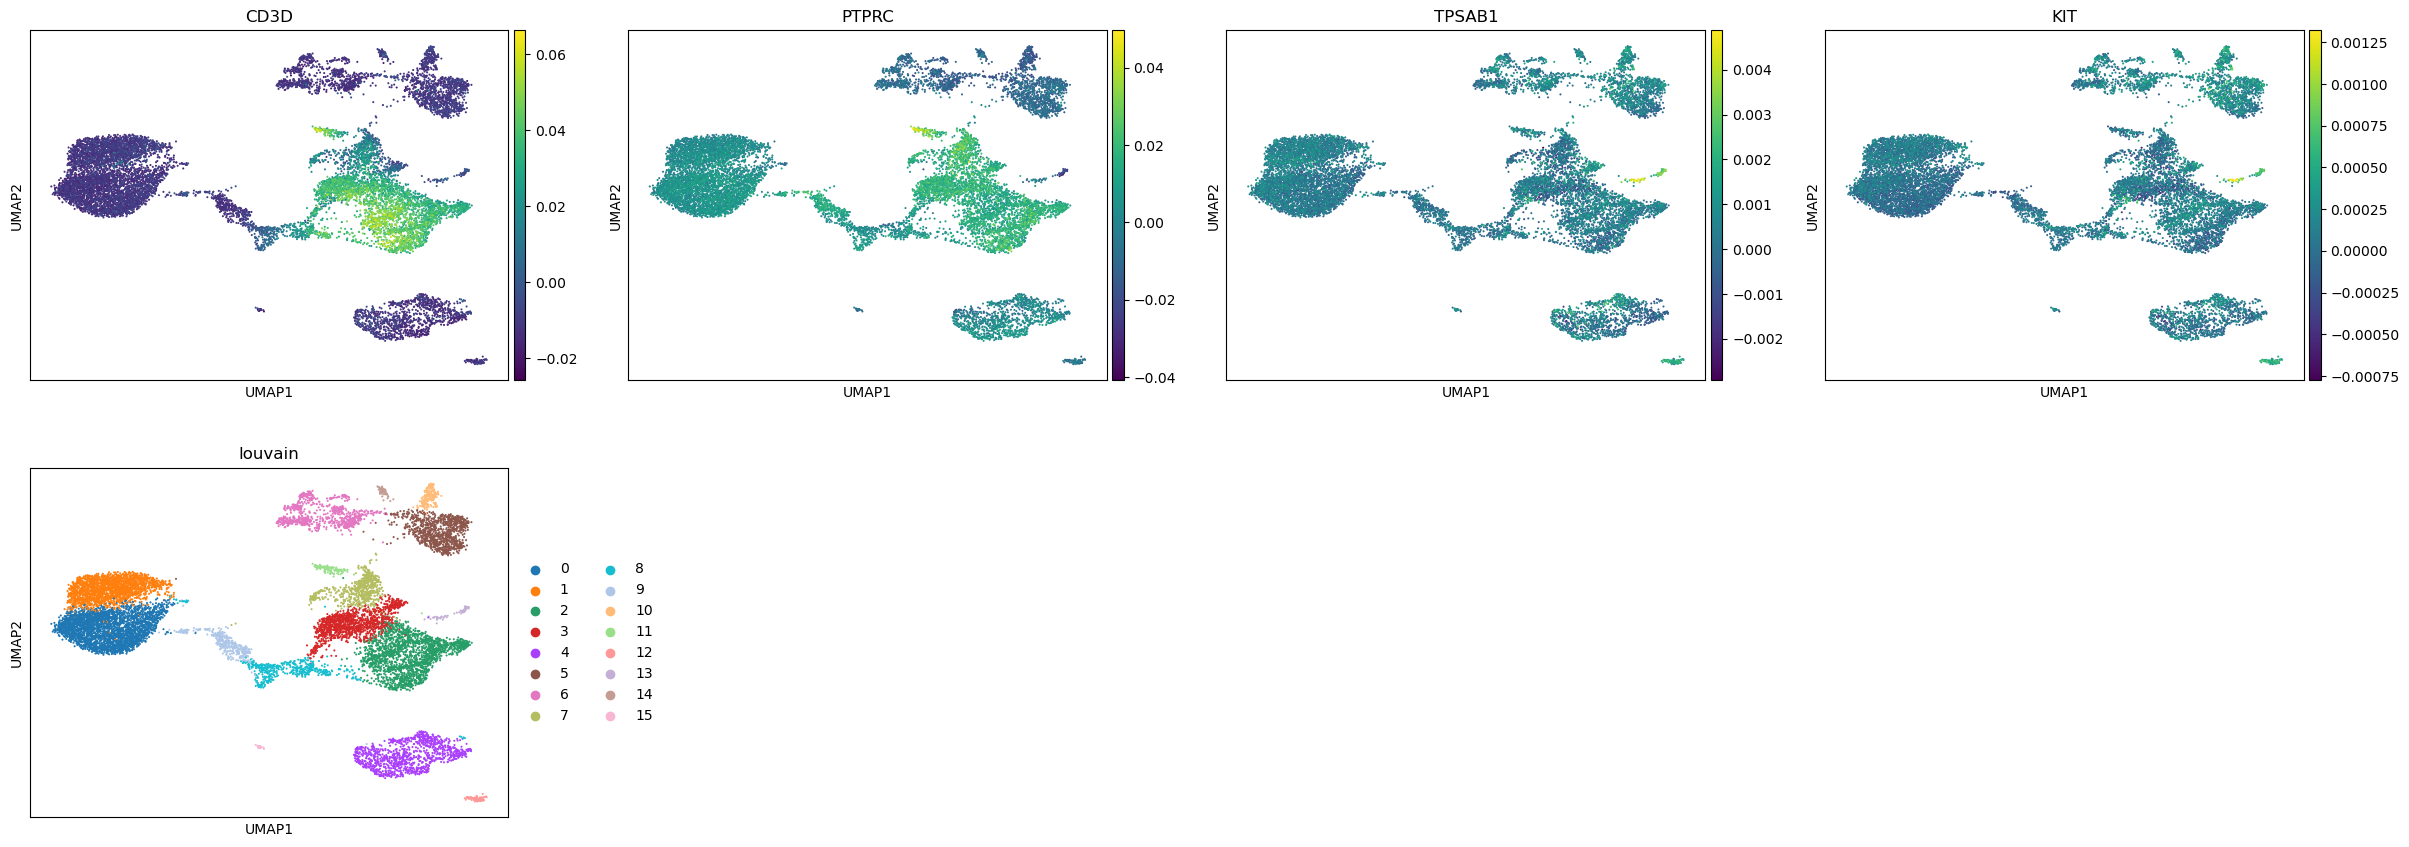 CD3D
PTPRC
TPSAB1
KIT
0.06
0.04
0.02
0.00
−0.02
UMAP2
UMAP1
0.04
0.02
0.00
−0.02
−0.04
UMAP2
UMAP1
0.004
0.003
0.002
0.001
0.000
−0.001
−0.002
UMAP2
UMAP1
0.00125
0.00100
0.00075
0.00050
0.00025
0.00000
−0.00025
−0.00050
−0.00075
UMAP2
UMAP1
louvain
UMAP2
UMAP1
0 8
1 9
2 10
3 11
4 12
5 13
6 14
7 15